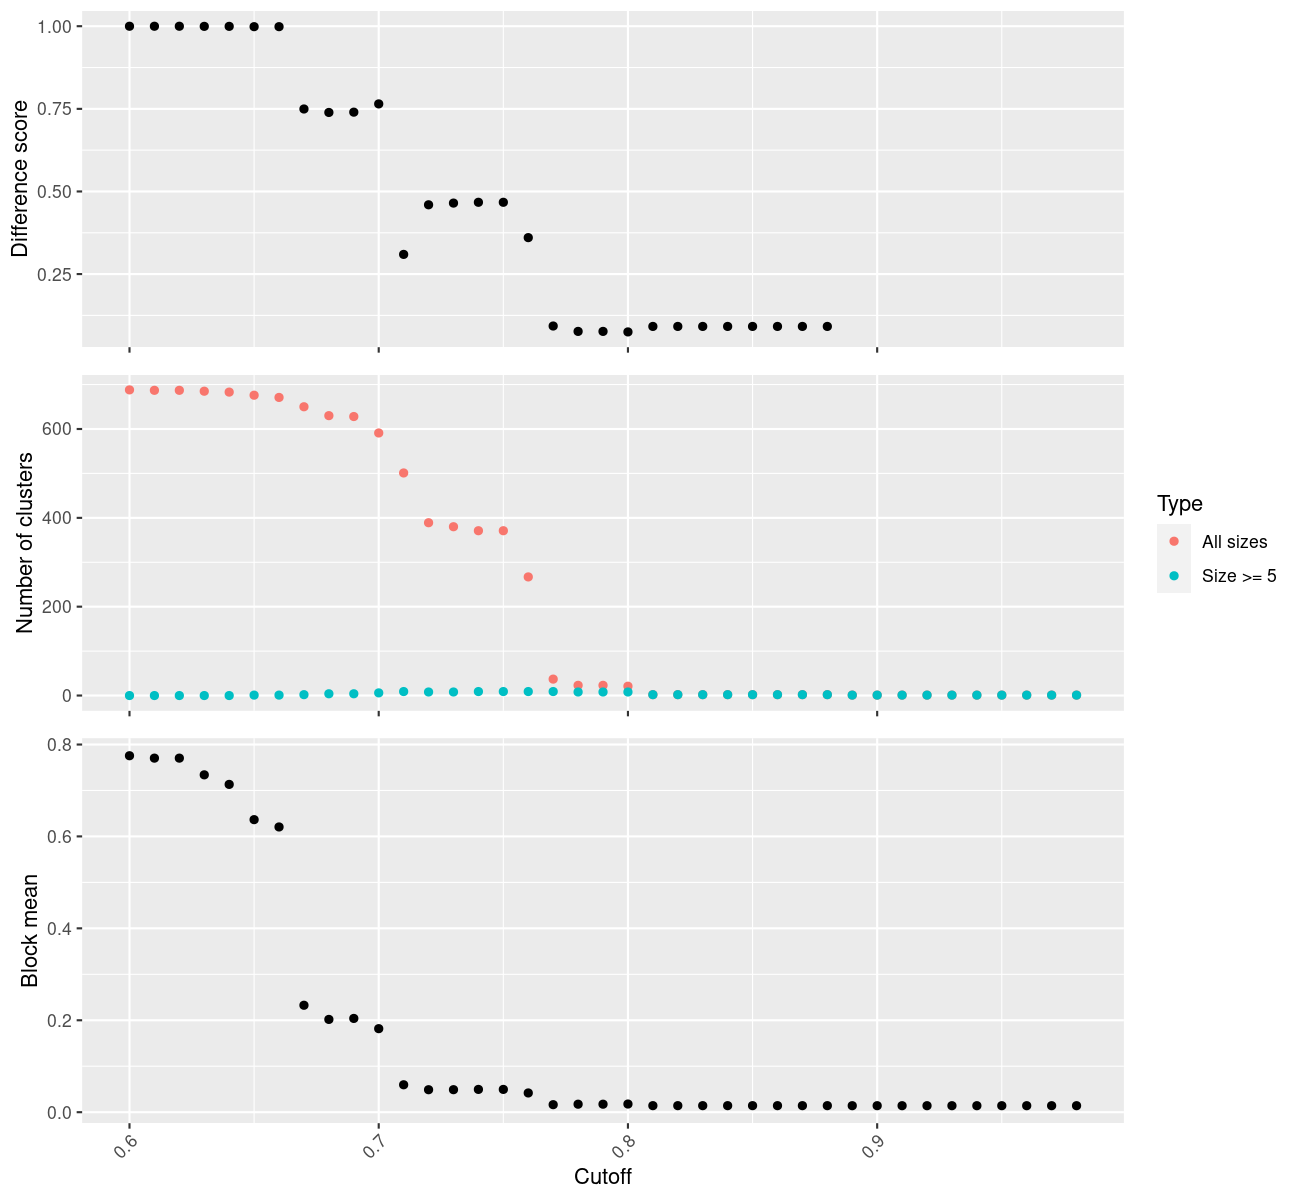 Difference score
1.00
0.75
0.50
0.25
Number of clusters
600
400
200
0
Type
All sizes
Size >= 5
Block mean
0.8
0.6
0.4
0.2
0.0
0.6 0.7 0.8 0.9
Cutoff